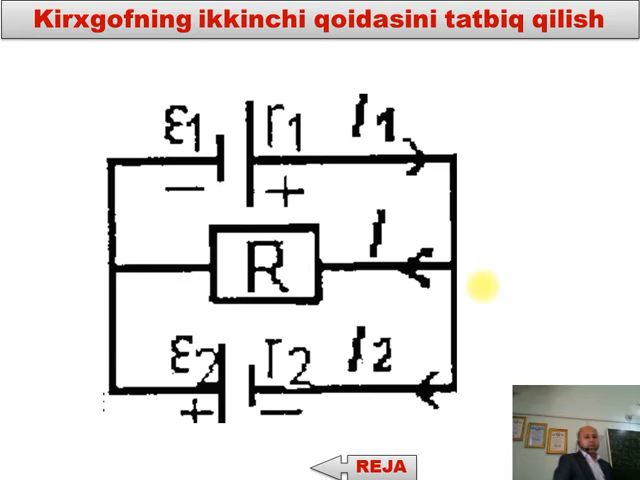 Kirxgofning ikkinchi qoidasini tatbiq qilish
ε1 r1 I1
− +
I
R
ε2 r2 I2
+ −
REJA